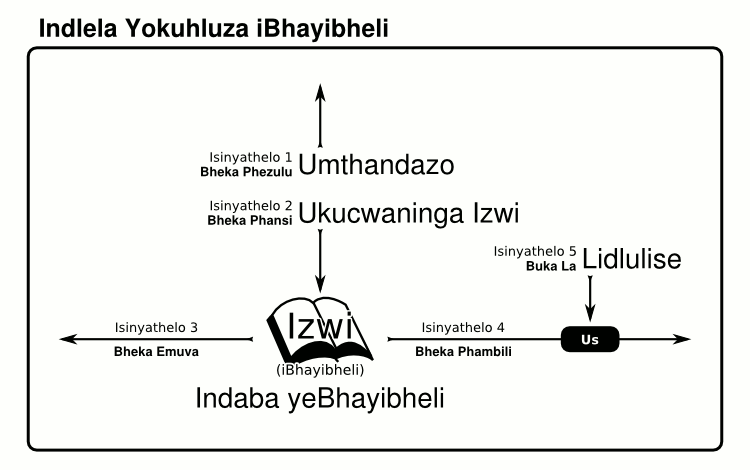 Indlela Yokuhluza iBhayibheli
Isinyathelo 1
Bheka Phezulu
Umthandazo
Isinyathelo 2
Bheka Phansi
Ukucwaninga Izwi
Isinyathelo 5
Buka La
Lidlulise
Isinyathelo 3
Bheka Emuva
Izwi
(iBhayibheli)
Isinyathelo 4
Bheka Phambili
Us
Indaba yeBhayibheli